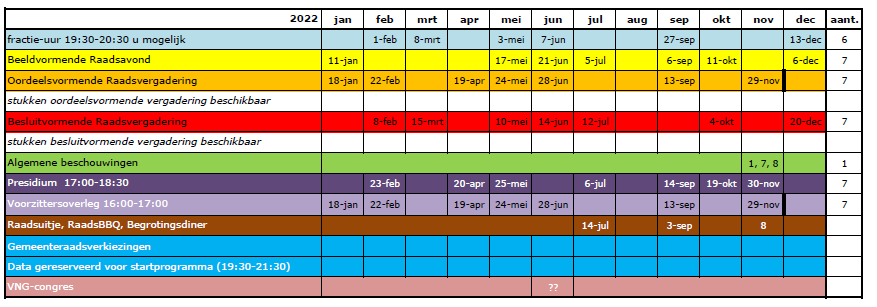 2022 jan feb mrt apr mei jun jul aug sep okt nov dec aant.
fractie-uur 19:30-20:30 u mogelijk 1-feb 8-mrt 3-mei 7-jun 27-sep 13-dec 6
Beeldvormende Raadsavond 11-jan 17-mei 21-jun 5-jul 6-sep 11-okt 6-dec 7
Oordeelsvormende Raadsvergadering 18-jan 22-feb 19-apr 24-mei 28-jun 13-sep 29-nov 7
stukken oordeelsvormende vergadering beschikbaar
Besluitvormende Raadsvergadering 8-feb 15-mrt 10-mei 14-jun 12-jul 4-okt 20-dec 7
stukken besluitvormende vergadering beschikbaar
Algemene beschouwingen 1, 7, 8 1
Presidium 17:00-18:30 23-feb 20-apr 25-mei 6-jul 14-sep 19-okt 30-nov 7
Voorzittersoverleg 16:00-17:00 18-jan 22-feb 19-apr 24-mei 28-jun 13-sep 29-nov 7
Raadsuitje, RaadsBBQ, Begrotingsdiner 14-jul 3-sep 8
Gemeenteraadsverkiezingen
Data gereserveerd voor startprogramma (19:30-21:30)
VNG-congres ??